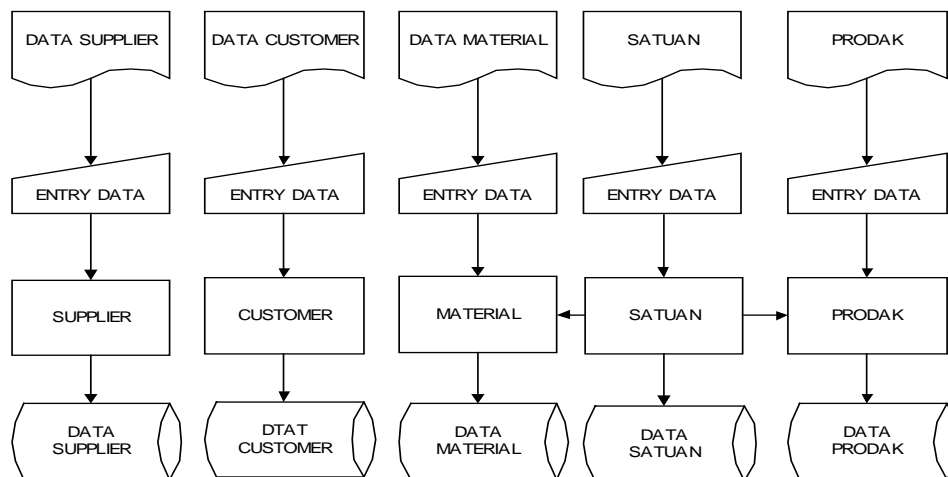 DATA SUPPLIER
DATA CUSTOMER
DATA MATERIAL
SATUAN
PRODAK
ENTRY DATA
ENTRY DATA
ENTRY DATA
ENTRY DATA
ENTRY DATA
SUPPLIER
CUSTOMER
MATERIAL
SATUAN
PRODAK
DATA
SUPPLIER
DTAT
CUSTOMER
DATA
MATERIAL
DATA
SATUAN
DATA
PRODAK